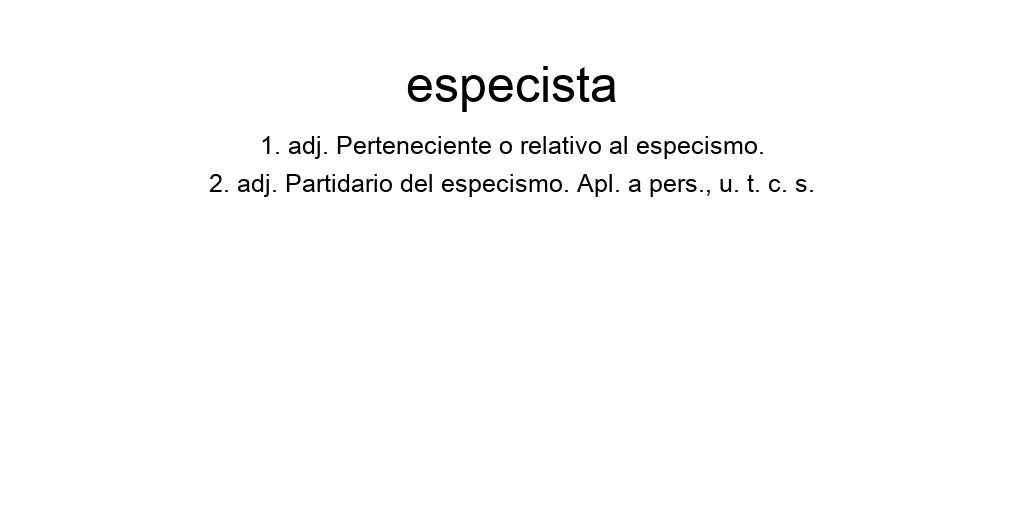 especista
1. adj. Perteneciente o relativo al especismo.
2. adj. Partidario del especismo. Apl. a pers., u. t. c. s.